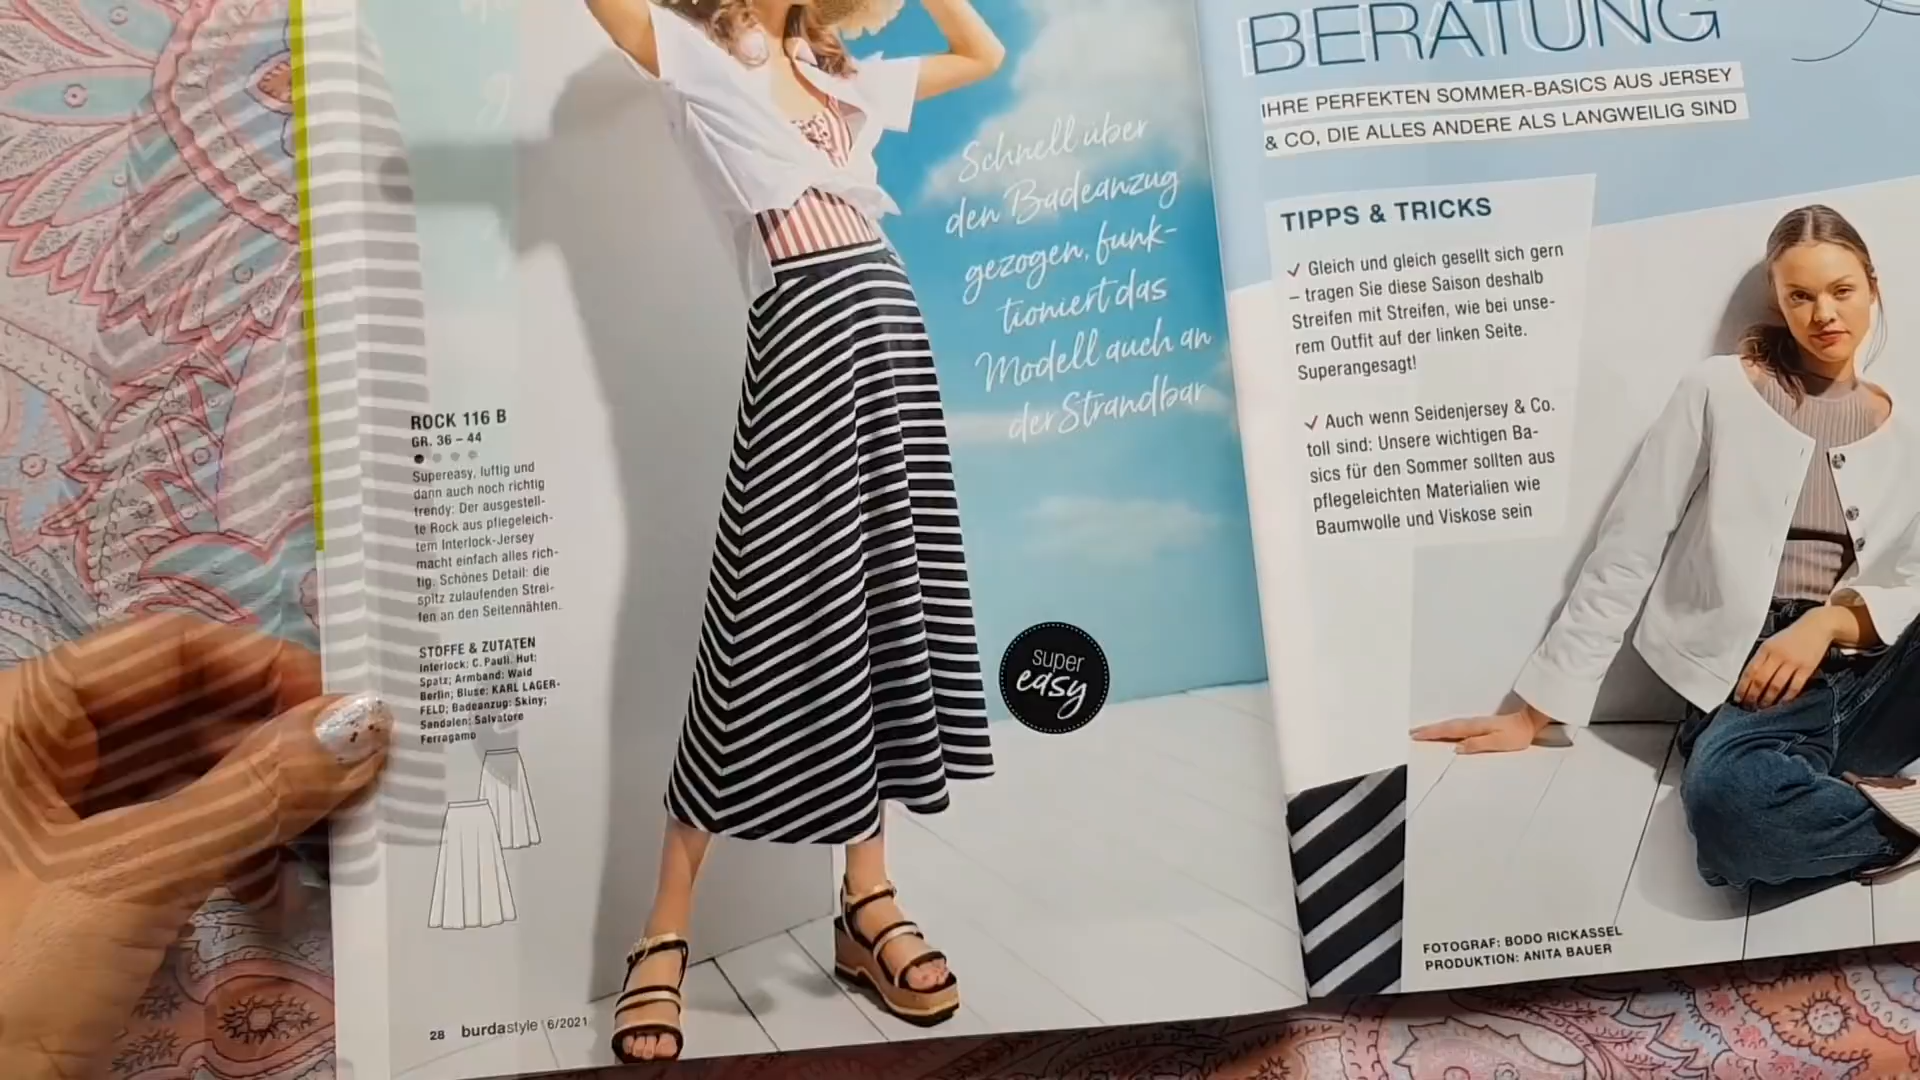 Schnell über
den Badeanzug
gezogen, funk-
tioniert das
Modell auch an
der Strandbar
ROCK 116 B
GR. 36 – 44
Supereasy, luftig und
dann auch noch richtig
trendy: Der ausgestell-
te Rock aus pflegeleich-
tem Interlock-Jersey
macht einfach alles rich-
tig. Schönes Detail: die
spitz zulaufenden Strei-
fen an den Seitennähten.
STOFFE & ZUTATEN
Interlock: C. Pauli. Hut:
Spatz; Armband: Wald
Berlin; Bluse: KARL LAGER-
FELD; Badeanzug: Skiny;
Sandalen: Salvatore
Ferragamo
super
easy
28 burdastyle 6/2021
BERATUNG
IHRE PERFEKTEN SOMMER-BASICS AUS JERSEY
& CO, DIE ALLES ANDERE ALS LANGWEILIG SIND
TIPPS & TRICKS
✓ Gleich und gleich gesellt sich gern
– tragen Sie diese Saison deshalb
Streifen mit Streifen, wie bei unse-
rem Outfit auf der linken Seite.
Superangesagt!
✓ Auch wenn Seidenjersey & Co.
toll sind: Unsere wichtigen Ba-
sics für den Sommer sollten aus
pflegeleichten Materialien wie
Baumwolle und Viskose sein
FOTOGRAF: BODO RICKASSEL
PRODUKTION: ANITA BAUER